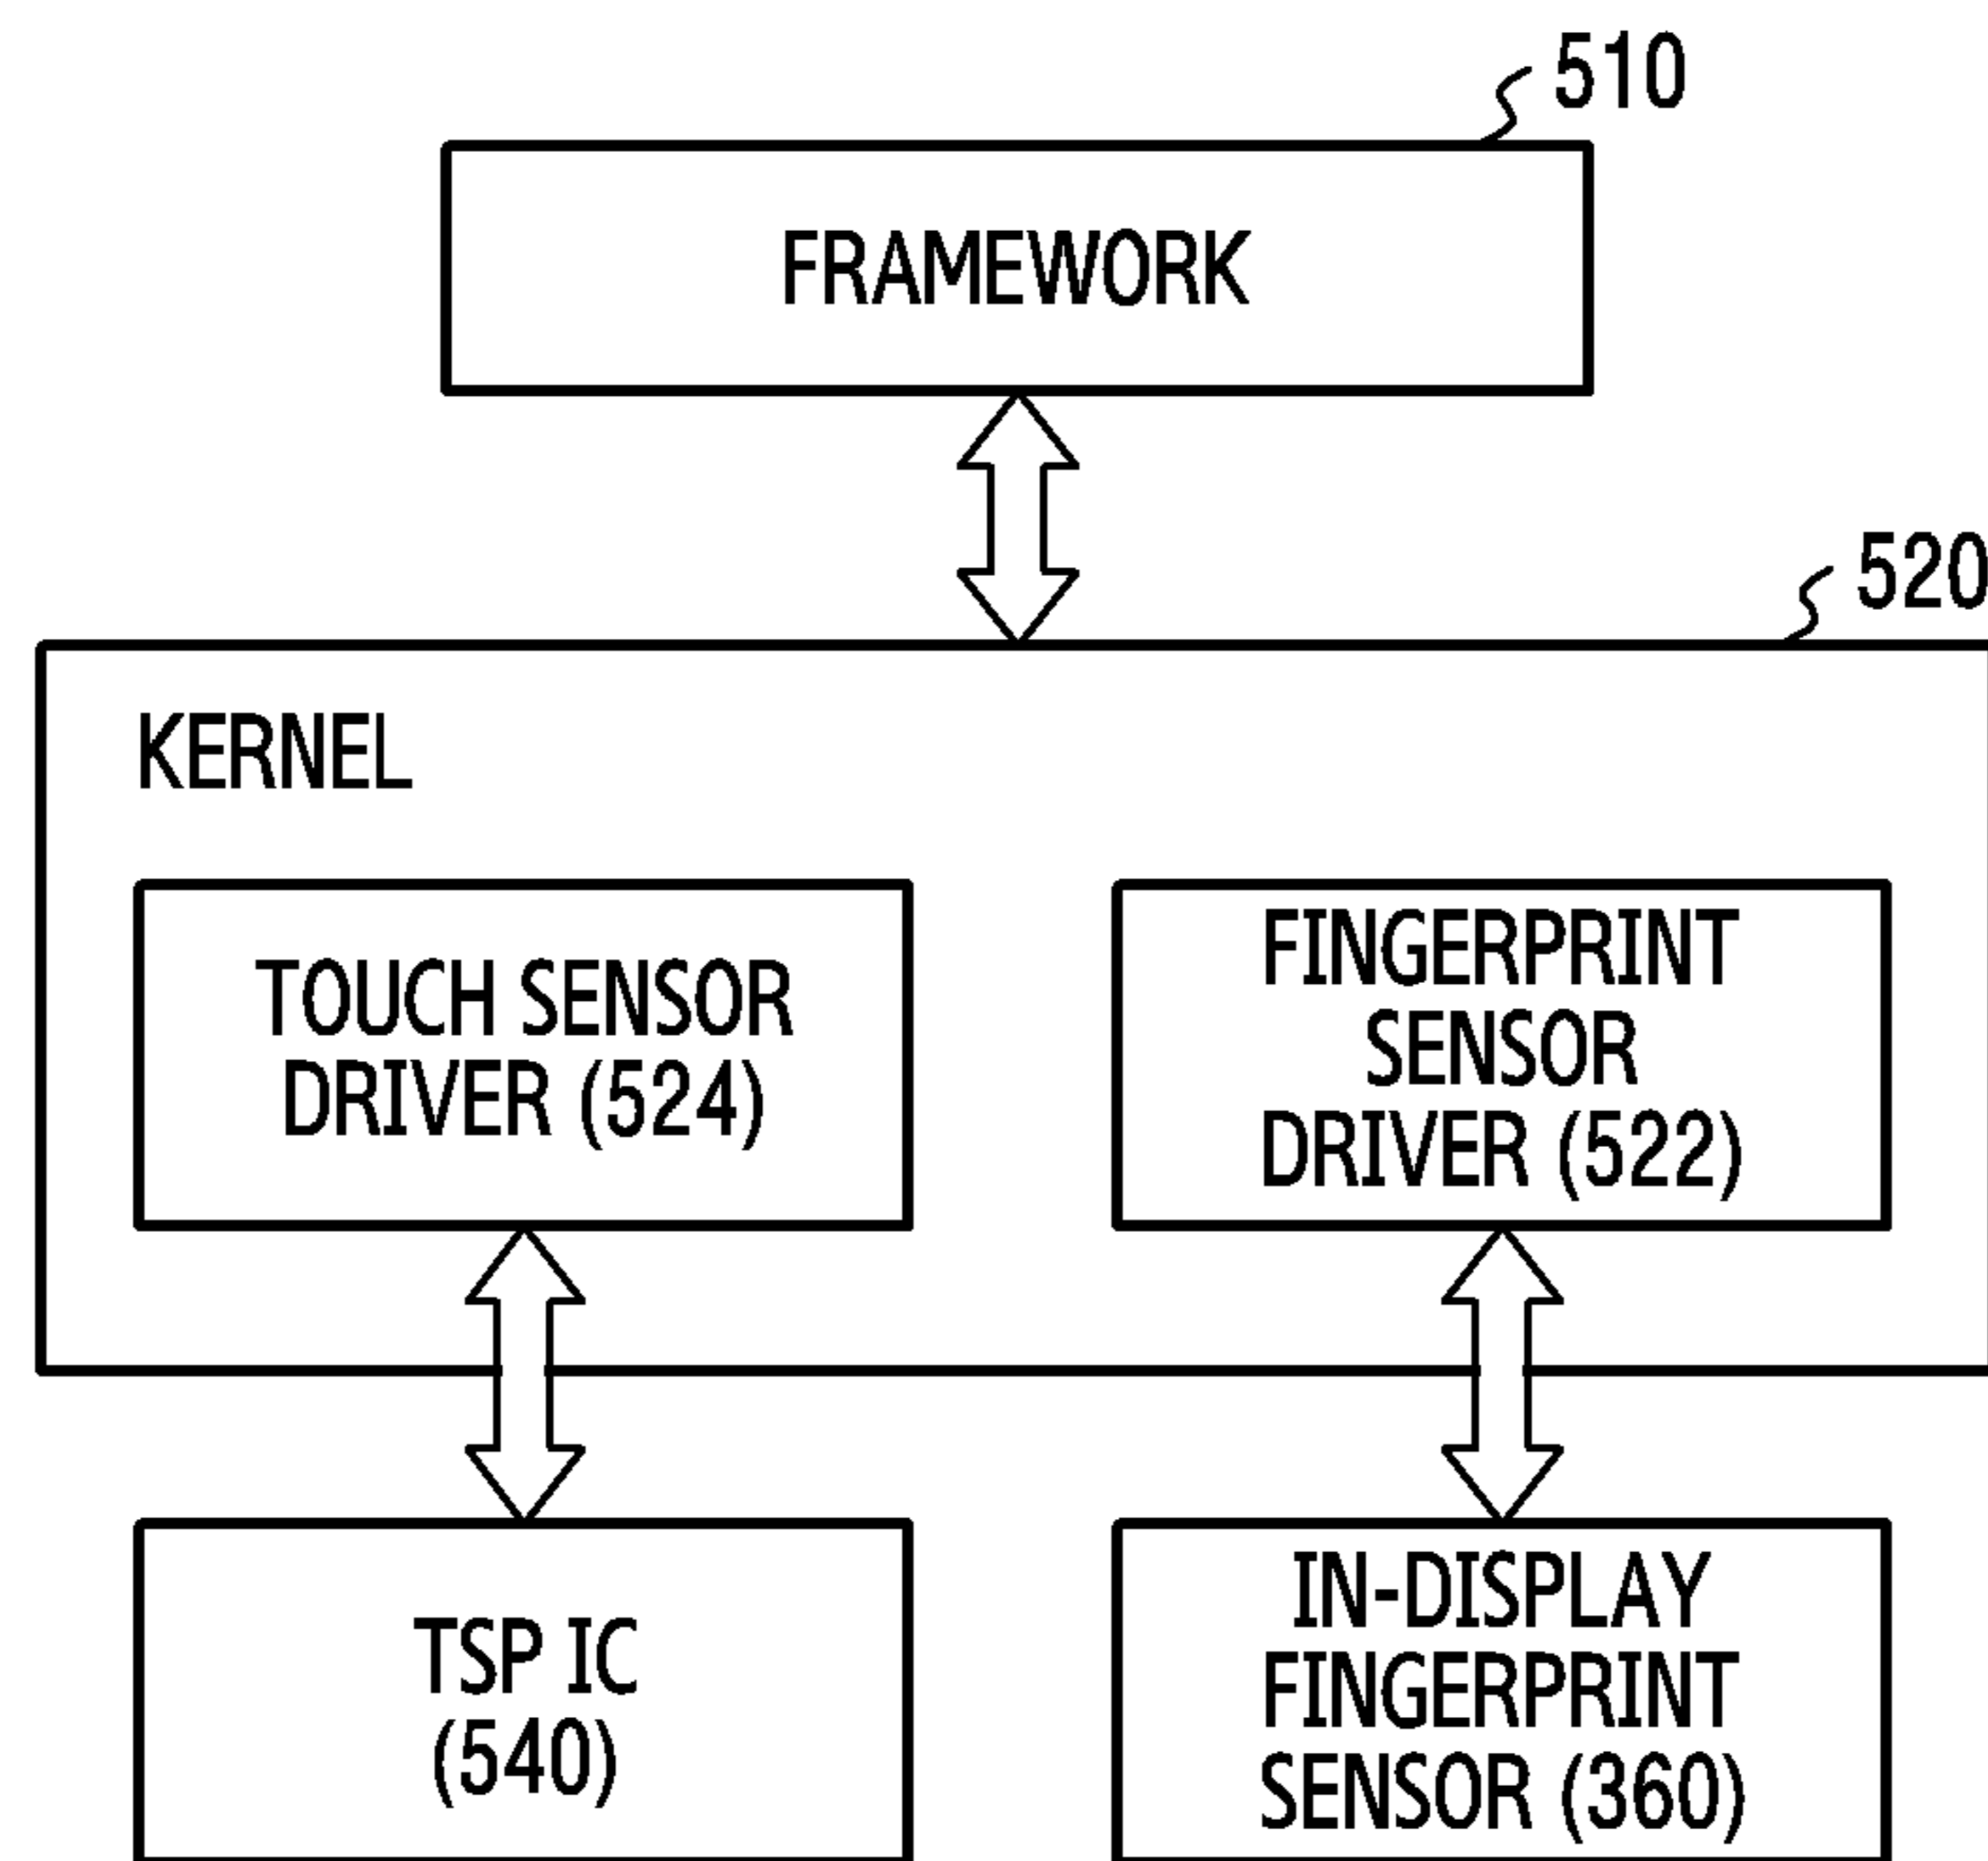 510
FRAMEWORK
520
KERNEL
TOUCH SENSOR
DRIVER (524)
FINGERPRINT
SENSOR
DRIVER (522)
TSP IC
(540)
IN-DISPLAY
FINGERPRINT
SENSOR (360)